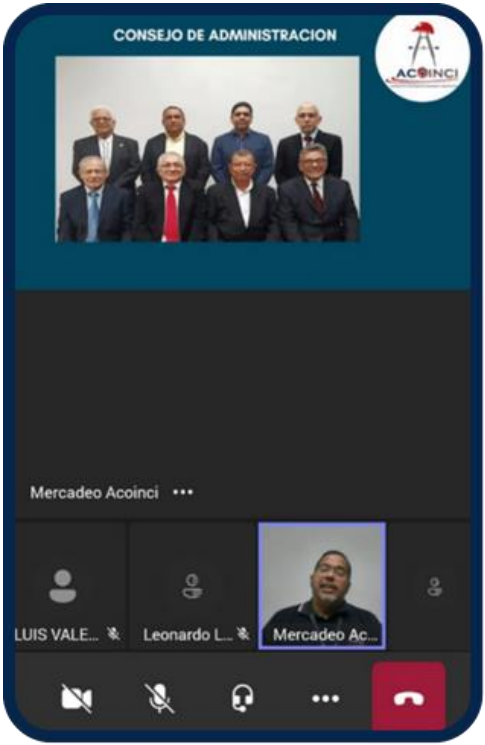 CONSEJO DE ADMINISTRACION
ACOINCI
Mercadeo Acoinci
LUIS VALE...
Leonardo L...
Mercadeo Ac...